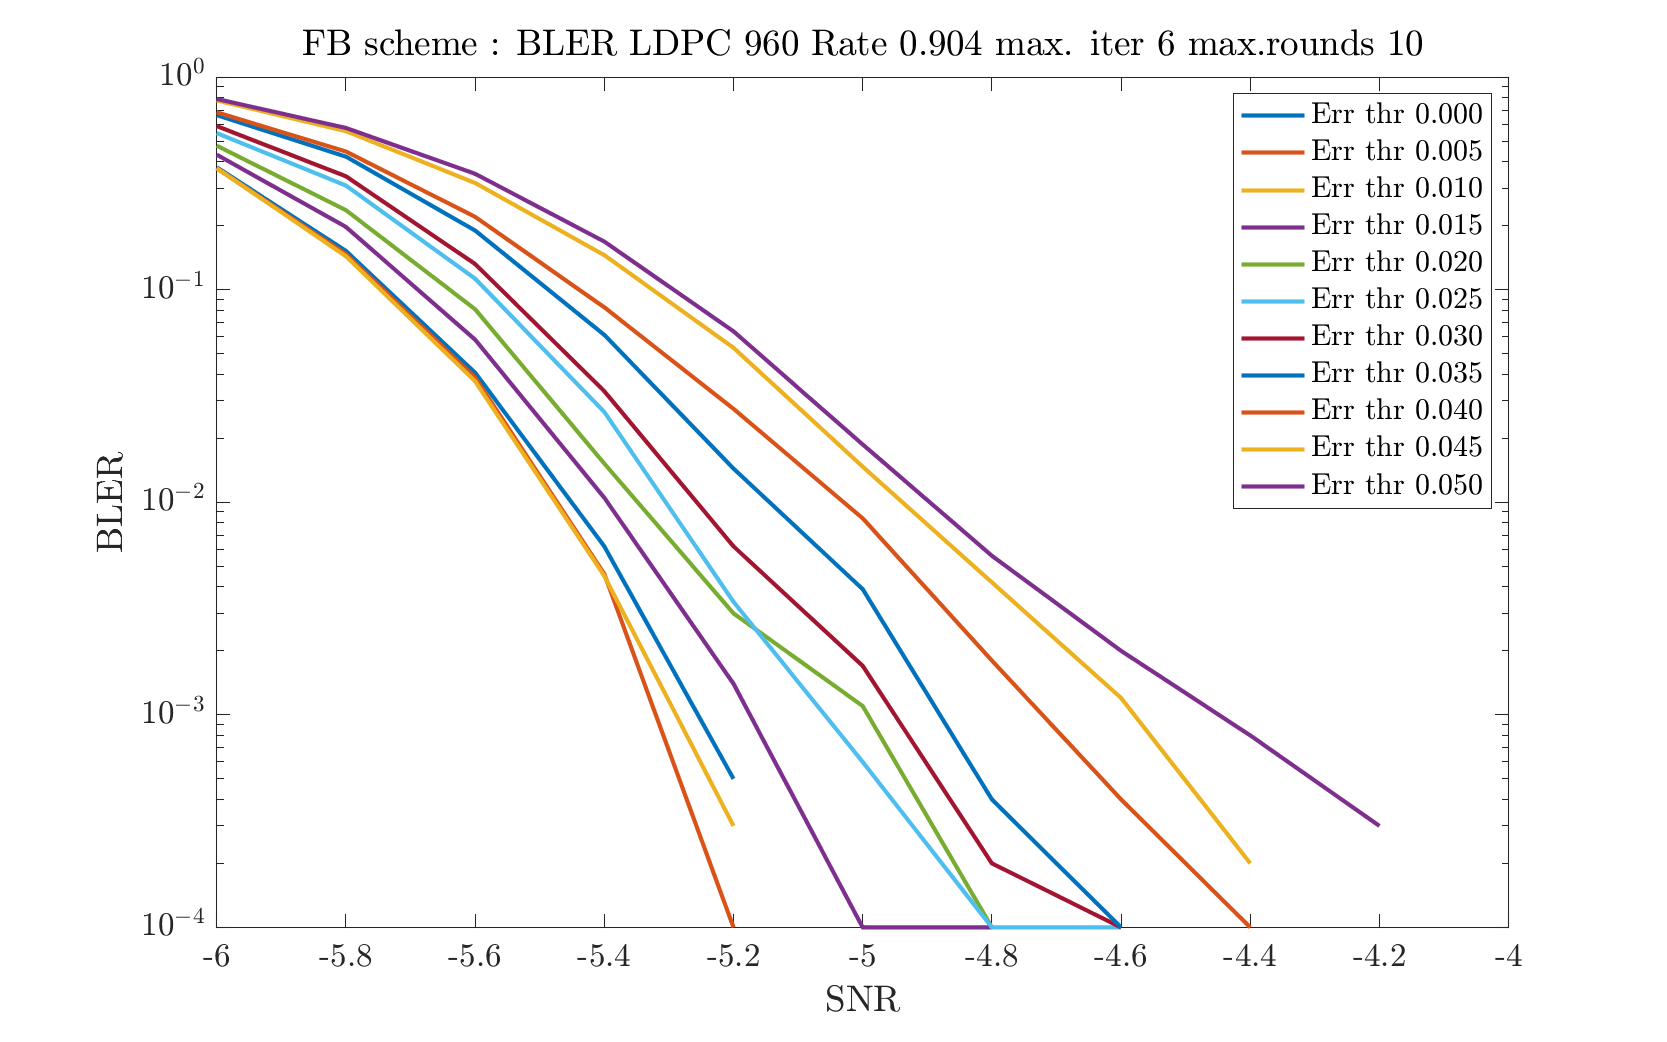 FB scheme : BLER LDPC 960 Rate 0.904 max. iter 6 max.rounds 10
10^0
10^-1
10^-2
10^-3
10^-4
BLER
Err thr 0.000
Err thr 0.005
Err thr 0.010
Err thr 0.015
Err thr 0.020
Err thr 0.025
Err thr 0.030
Err thr 0.035
Err thr 0.040
Err thr 0.045
Err thr 0.050
-6 -5.8 -5.6 -5.4 -5.2 -5 -4.8 -4.6 -4.4 -4.2 -4
SNR